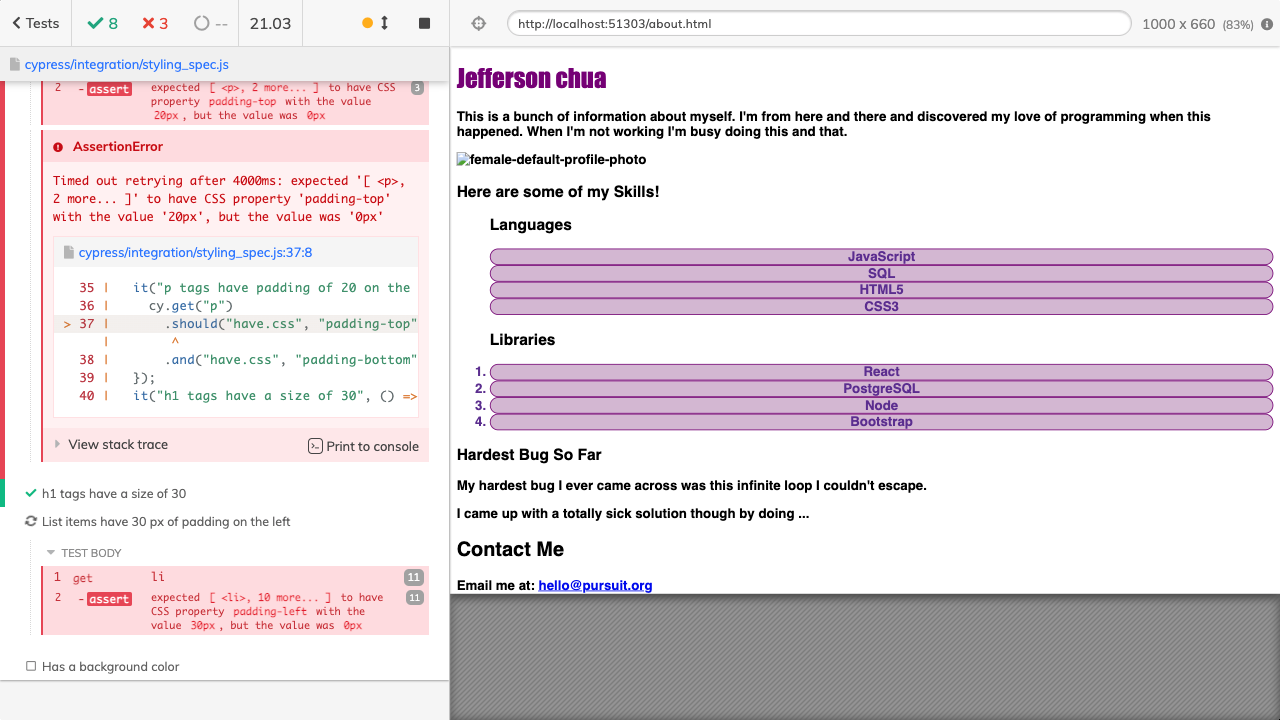 Tests
8
3
--
21.03
cypress/integration/styling_spec.js
2 -assert expected [ <p>, 2 more... ] to have CSS 3
property padding-top with the value
20px, but the value was 0px
AssertionError
Timed out retrying after 4000ms: expected '[ <p>,
2 more... ]' to have CSS property 'padding-top'
with the value '20px', but the value was '0px'
cypress/integration/styling_spec.js:37:8
35 | it("p tags have padding of 20 on the
36 | cy.get("p")
> 37 | .should("have.css", "padding-top"
| ^
38 | .and("have.css", "padding-bottom"
39 | });
40 | it("h1 tags have a size of 30", () =>
View stack trace
Print to console
h1 tags have a size of 30
List items have 30 px of padding on the left
TEST BODY
1 get li 11
2 -assert expected [ <li>, 10 more... ] to have 11
CSS property padding-left with the
value 30px, but the value was 0px
Has a background color
http://localhost:51303/about.html
1000 x 660 (83%)
Jefferson chua
This is a bunch of information about myself. I'm from here and there and discovered my love of programming when this
happened. When I'm not working I'm busy doing this and that.
female-default-profile-photo
Here are some of my Skills!
Languages
JavaScript
SQL
HTML5
CSS3
Libraries
1. React
2. PostgreSQL
3. Node
4. Bootstrap
Hardest Bug So Far
My hardest bug I ever came across was this infinite loop I couldn't escape.
I came up with a totally sick solution though by doing ...
Contact Me
Email me at: hello@pursuit.org